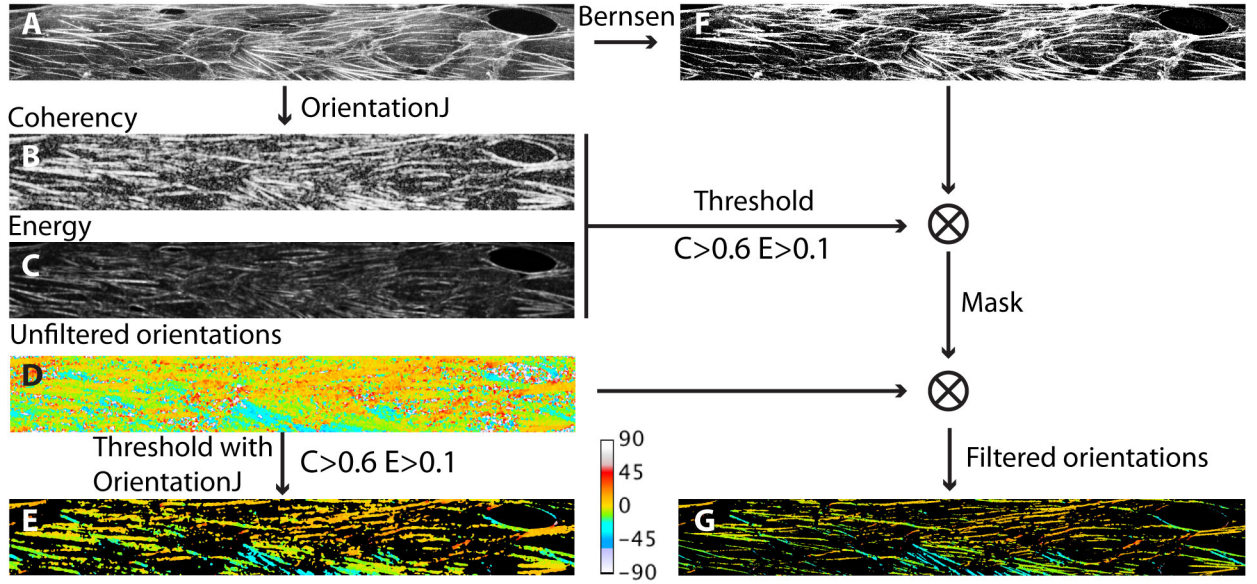 A
Bernsen
F
OrientationJ
Coherency
B
Threshold
C>0.6 E>0.1
Energy
C
Mask
Unfiltered orientations
D
Threshold with
OrientationJ
C>0.6 E>0.1
90
45
0
−45
−90
Filtered orientations
E
G